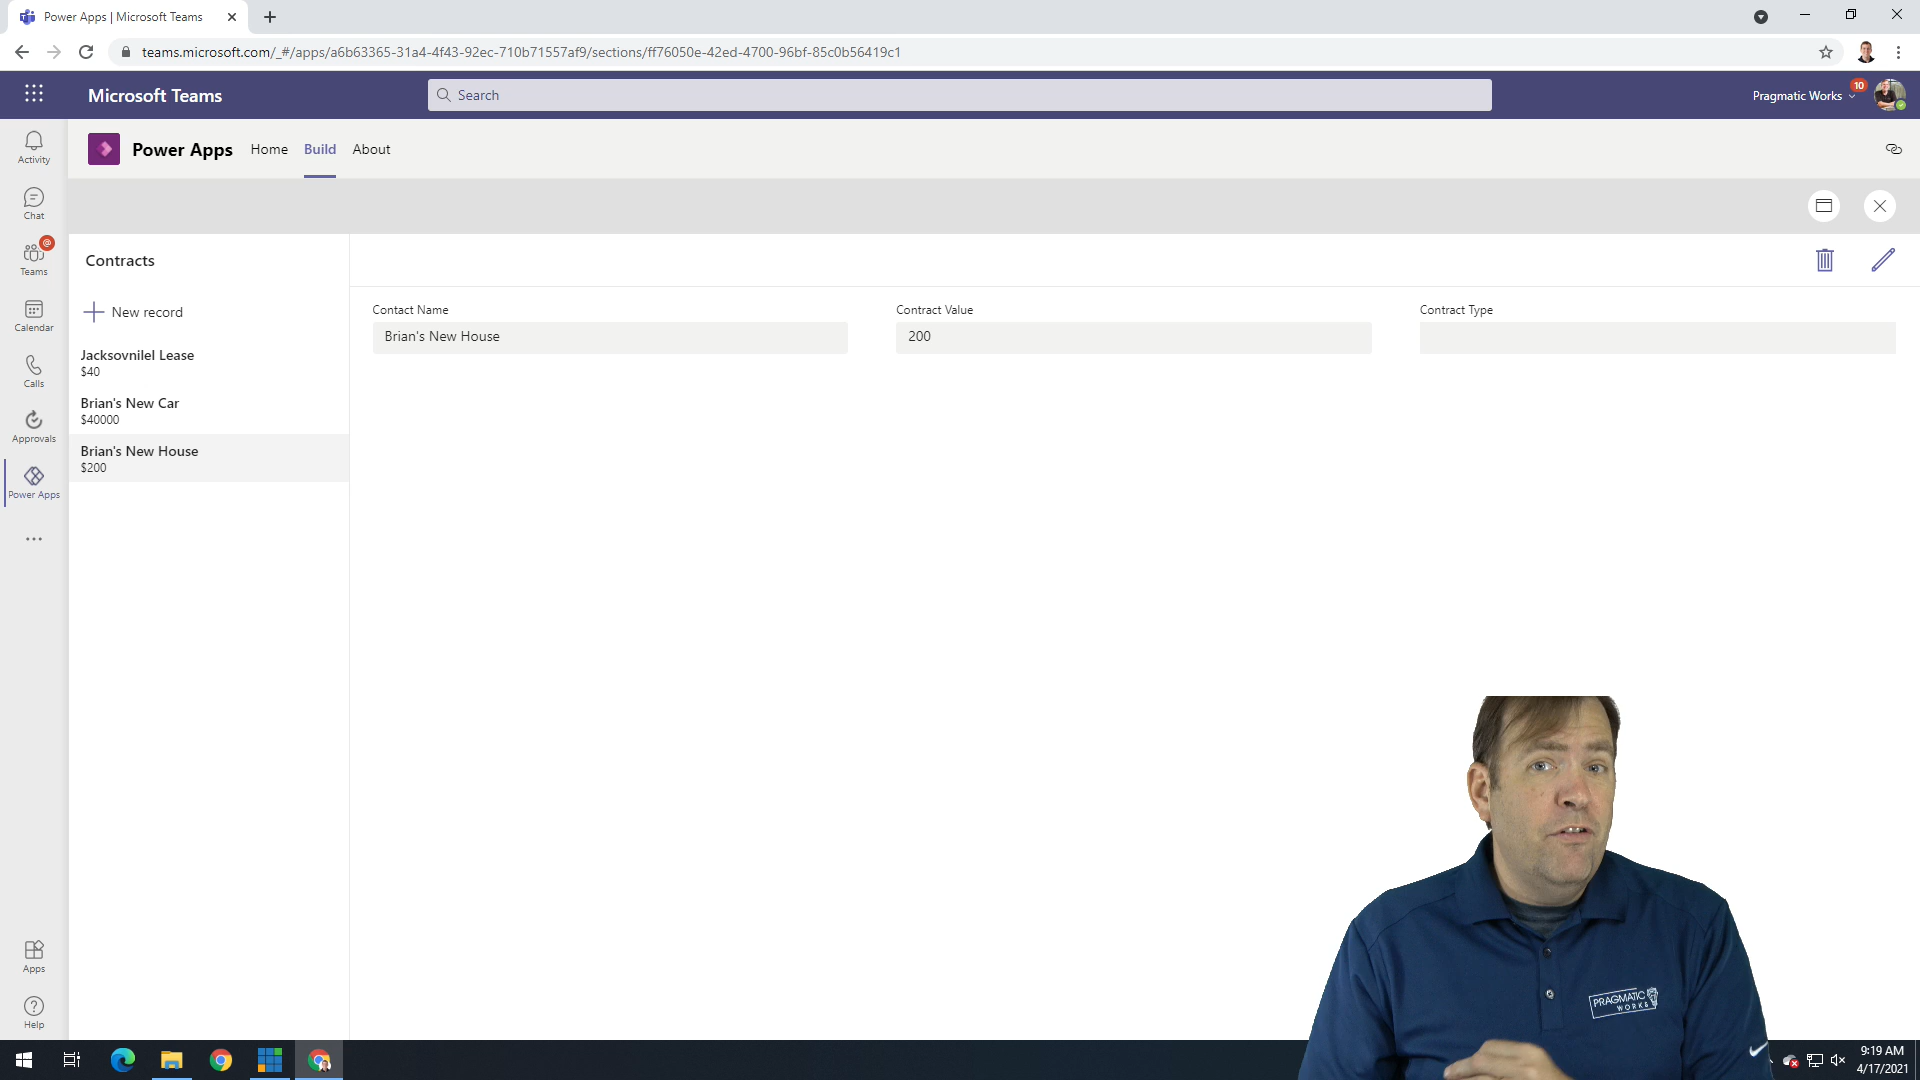 Power Apps | Microsoft Teams
teams.microsoft.com/_#/apps/a6b63365-31a4-4f43-92ec-710b71557af9/sections/ff76050e-42ed-4700-96bf-85c0b56419c1
Microsoft Teams
Search
Pragmatic Works
10
Activity
Chat
@
Teams
Calendar
Calls
Approvals
Power Apps
Apps
Help
Power Apps
Home
Build
About
Contracts
New record
Jacksovnilel Lease
$40
Brian's New Car
$40000
Brian's New House
$200
Contact Name
Brian's New House
Contract Value
200
Contract Type
PRAGMATIC
WORKS
9:19 AM
4/17/2021